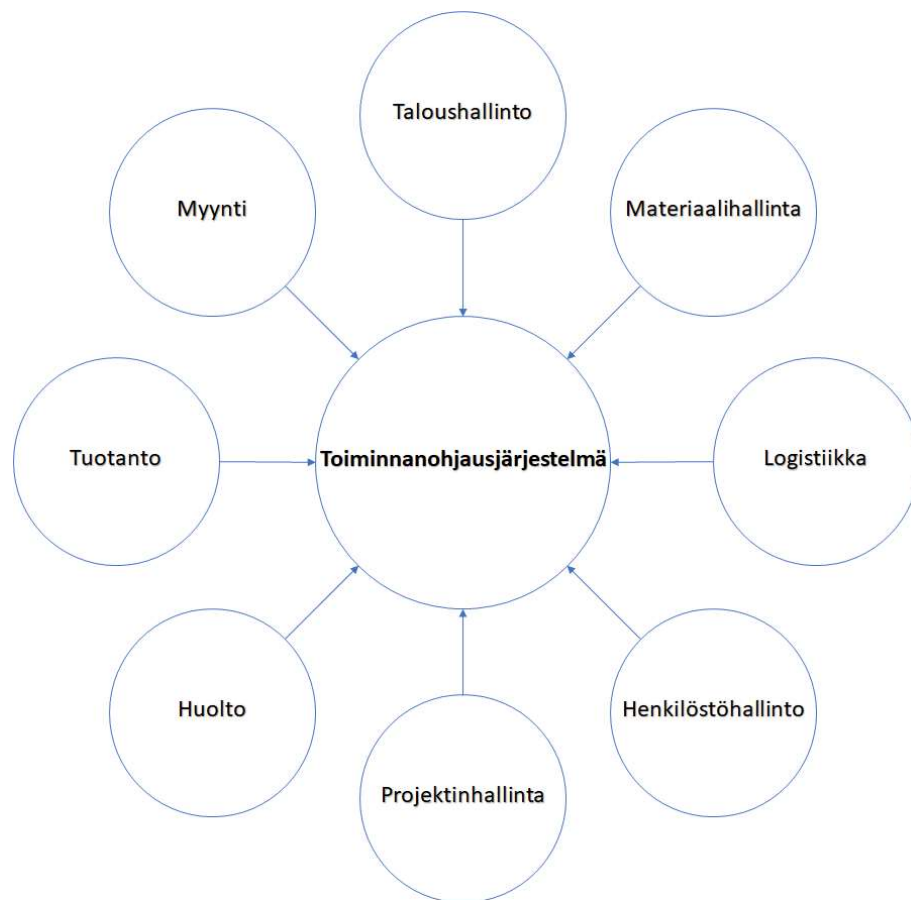 Taloushallinto
Myynti
Materiaalihallinta
Tuotanto
Toiminnanohjausjärjestelmä
Logistiikka
Huolto
Henkilöstöhallinto
Projektinhallinta